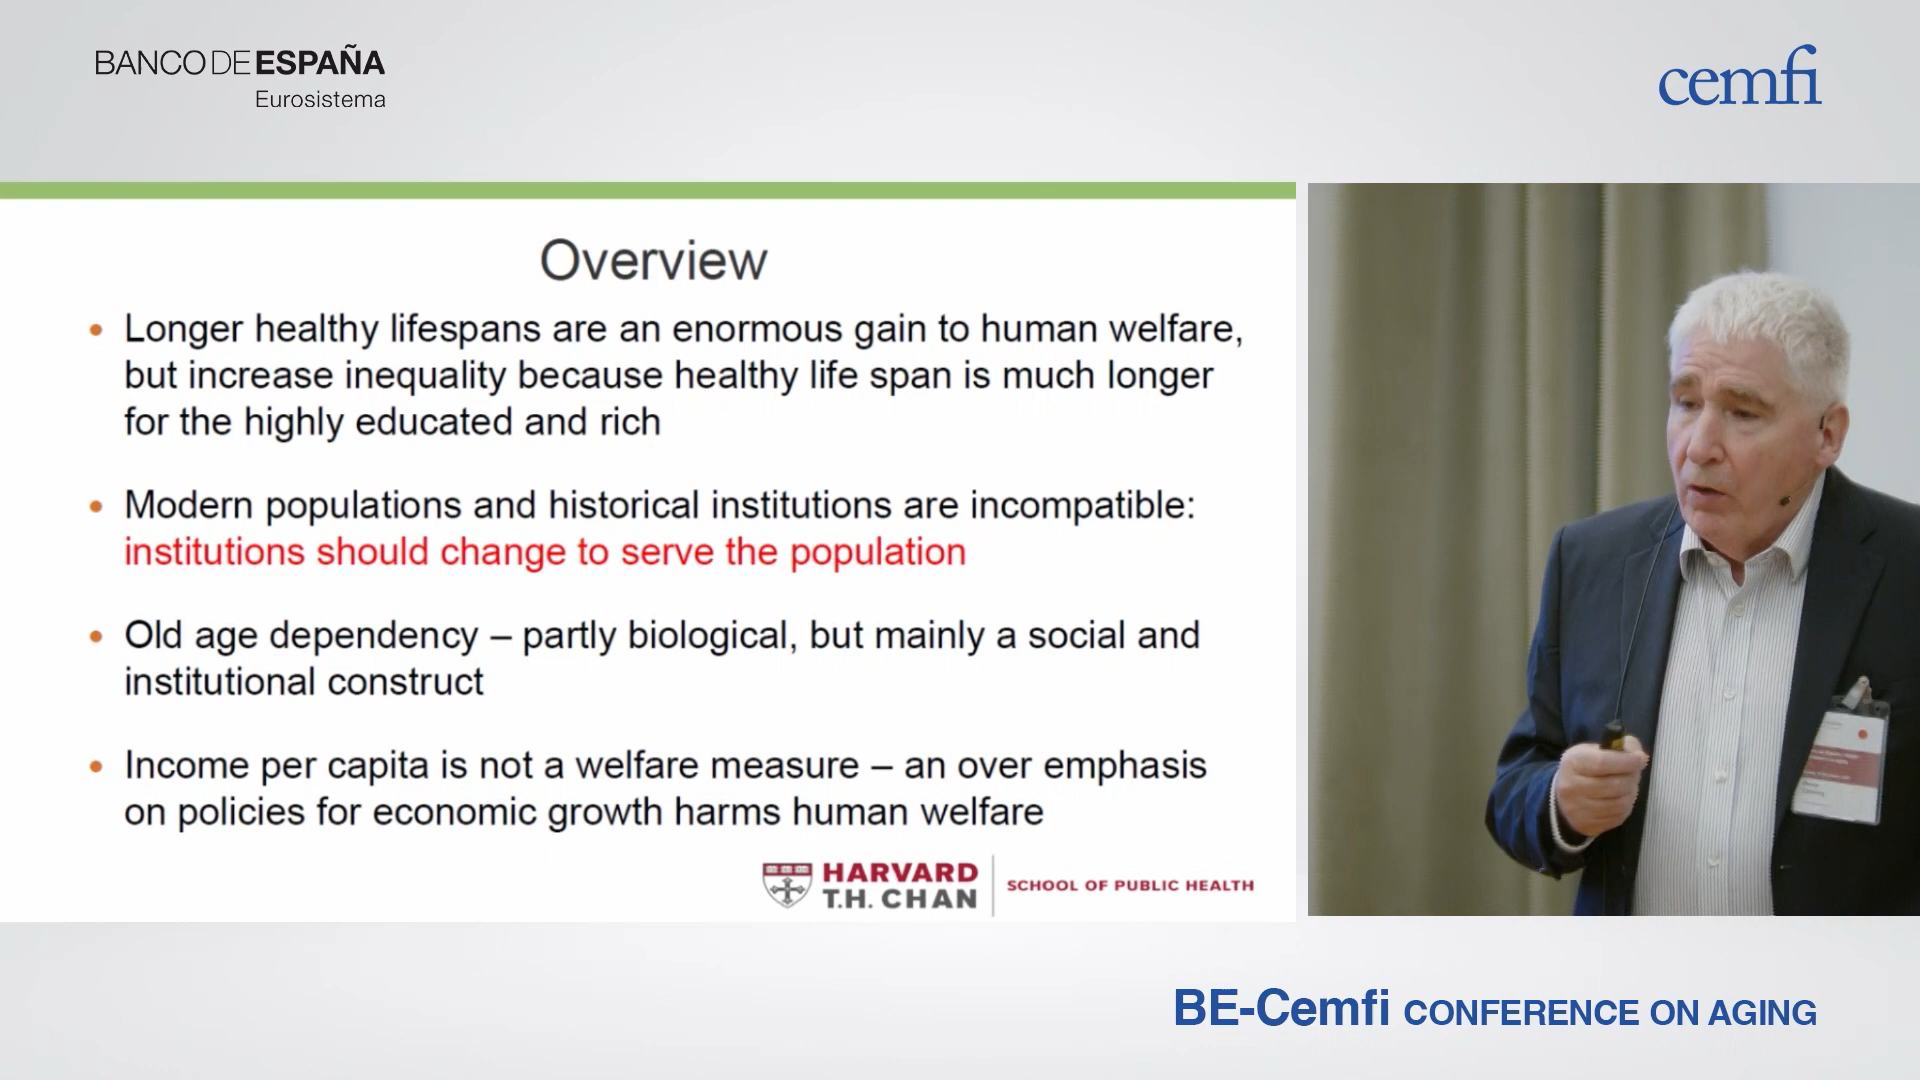 BANCO DE ESPAÑA
Eurosistema
cemfi
Overview
• Longer healthy lifespans are an enormous gain to human welfare,
but increase inequality because healthy life span is much longer
for the highly educated and rich
• Modern populations and historical institutions are incompatible:
institutions should change to serve the population
• Old age dependency – partly biological, but mainly a social and
institutional construct
• Income per capita is not a welfare measure – an over emphasis
on policies for economic growth harms human welfare
HARVARD
T.H. CHAN
SCHOOL OF PUBLIC HEALTH
BE-Cemfi CONFERENCE ON AGING